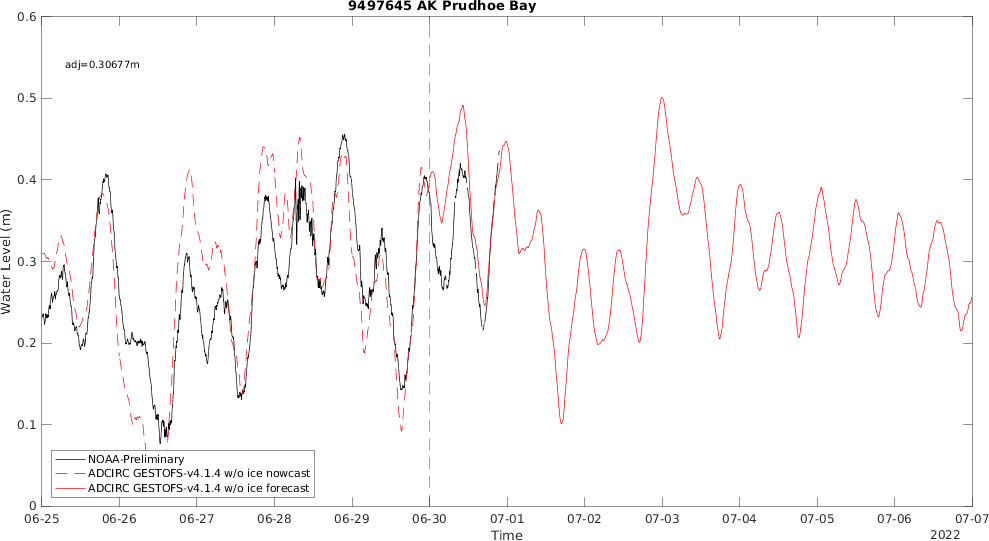 9497645 AK Prudhoe Bay
adj=0.30677m
Water Level (m)
0.6
0.5
0.4
0.3
0.2
0.1
0
NOAA-Preliminary
ADCIRC GESTOFS-v4.1.4 w/o ice nowcast
ADCIRC GESTOFS-v4.1.4 w/o ice forecast
06-25 06-26 06-27 06-28 06-29 06-30 07-01 07-02 07-03 07-04 07-05 07-06 07-07
Time
2022